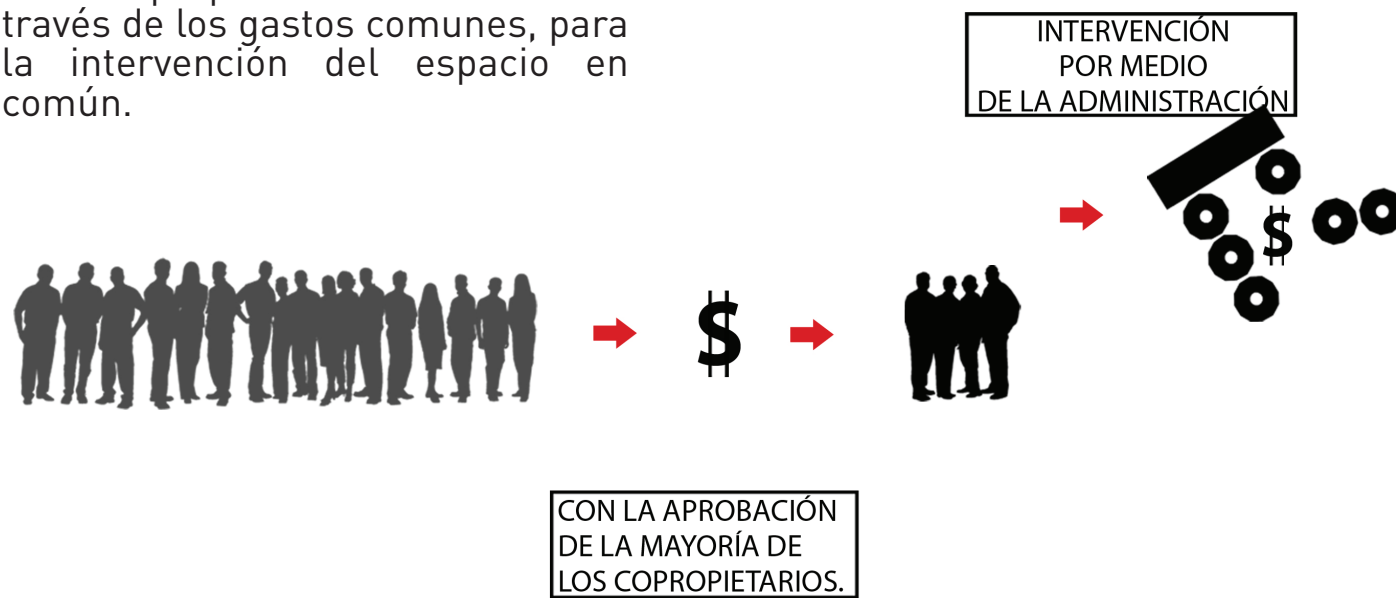 través de los gastos comunes, para
la intervención del espacio en
común.
INTERVENCIÓN
POR MEDIO
DE LA ADMINISTRACIÓN
$
$
CON LA APROBACIÓN
DE LA MAYORÍA DE
LOS COPROPIETARIOS.